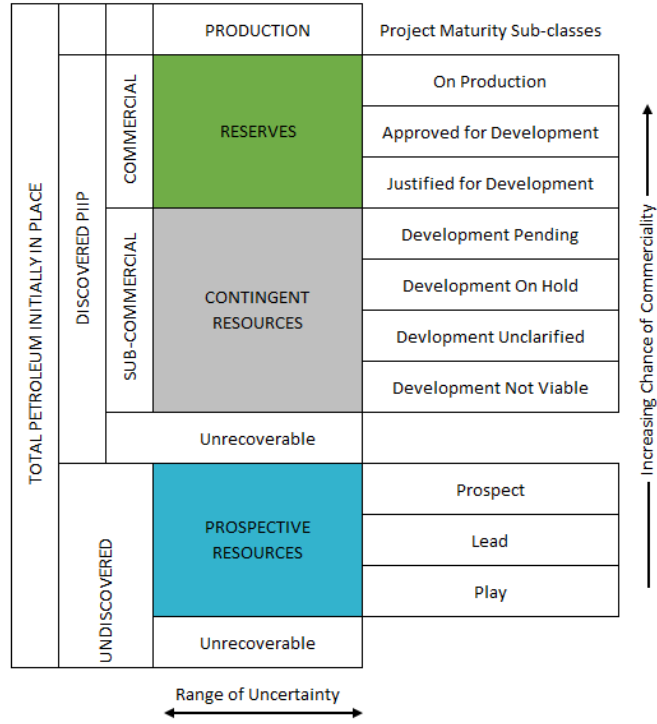 PRODUCTION
Project Maturity Sub-classes
TOTAL PETROLEUM INITIALLY IN PLACE
DISCOVERED PIIP
COMMERCIAL
RESERVES
On Production
Approved for Development
Justified for Development
SUB-COMMERCIAL
CONTINGENT
RESOURCES
Development Pending
Development On Hold
Devlopment Unclarified
Development Not Viable
Unrecoverable
UNDISCOVERED
PROSPECTIVE
RESOURCES
Prospect
Lead
Play
Unrecoverable
Increasing Chance of Commerciality
Range of Uncertainty